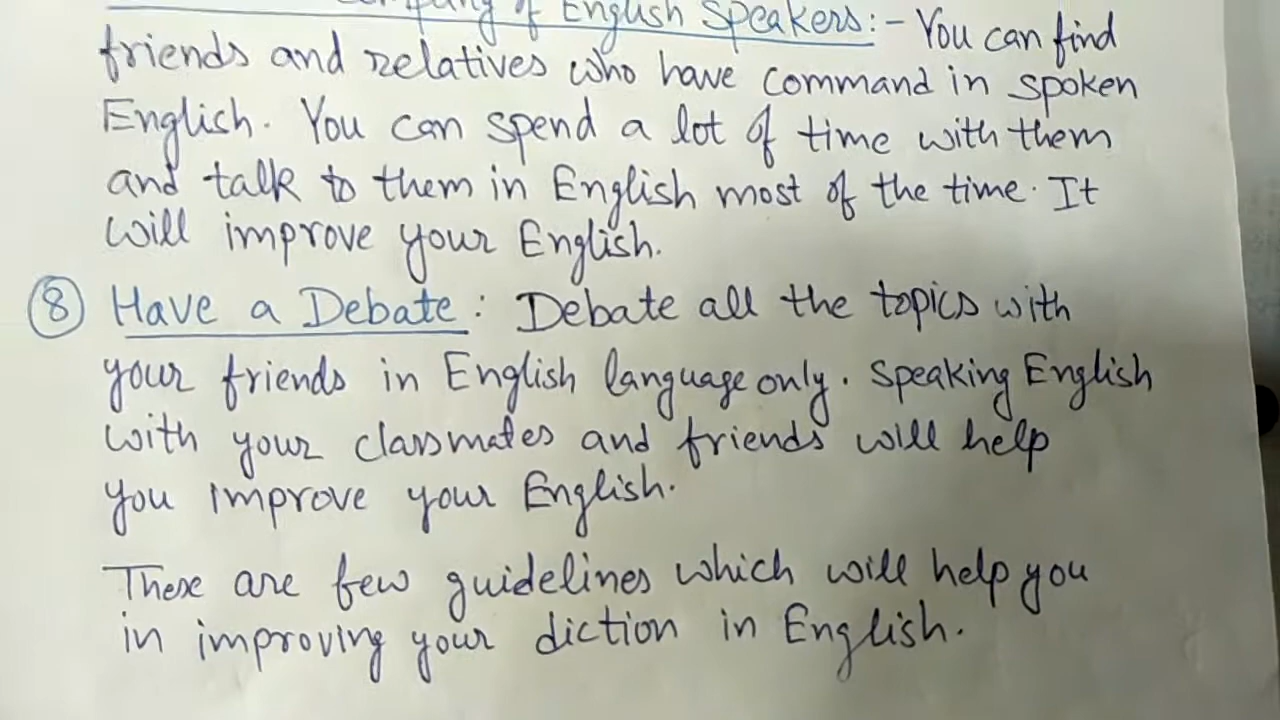 of English Speakers:- You can find
friends and relatives who have command in spoken
English. You can spend a lot of time with them
and talk to them in English most of the time. It
will improve your English.
⑧ Have a Debate: Debate all the topics with
your friends in English language only. Speaking English
with your classmates and friends will help
you improve your English.
These are few guidelines which will help you
in improving your diction in English.